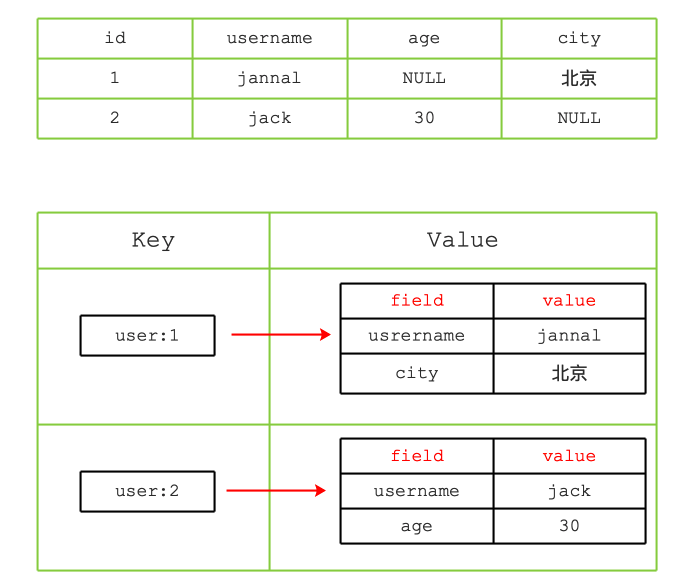 id username age city
1 jannal NULL 北京
2 jack 30 NULL
Key Value
field value
user:1 usrername jannal
city 北京
field value
user:2 username jack
age 30